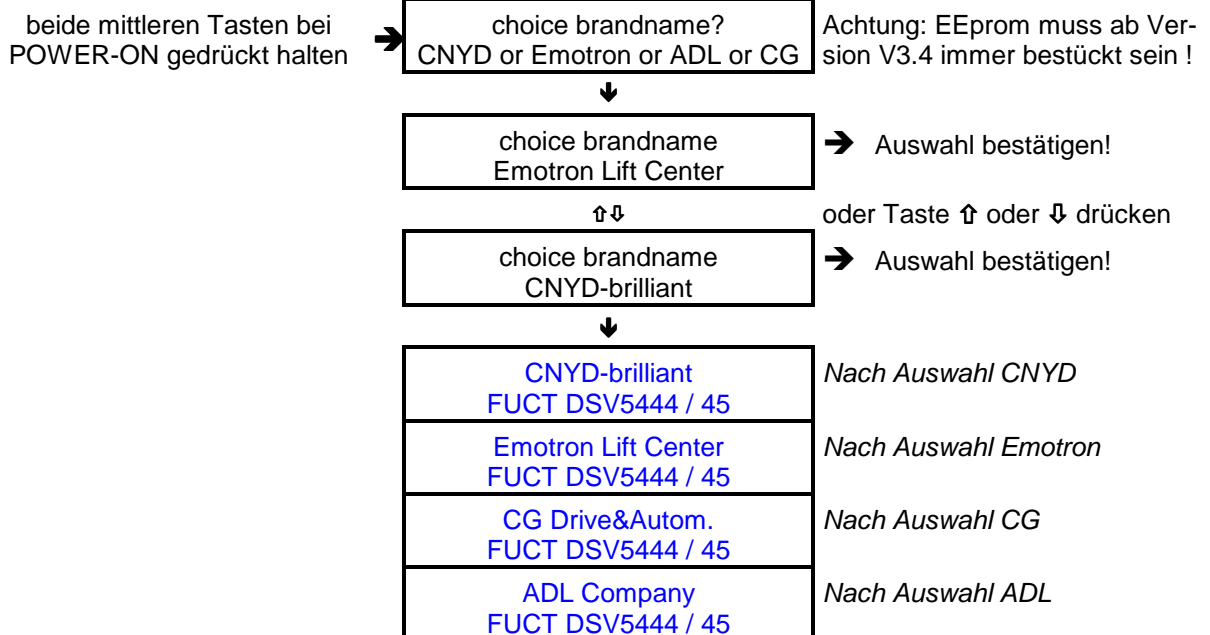 beide mittleren Tasten bei
POWER-ON gedrückt halten
➔
choice brandname?
CNYD or Emotron or ADL or CG
Achtung: EEprom muss ab Ver-
sion V3.4 immer bestückt sein !
choice brandname
Emotron Lift Center
➔ Auswahl bestätigen!
⇧⇩
oder Taste ⇧ oder ⇩ drücken
choice brandname
CNYD-brilliant
➔ Auswahl bestätigen!
CNYD-brilliant
FUCT DSV5444 / 45
Nach Auswahl CNYD
Emotron Lift Center
FUCT DSV5444 / 45
Nach Auswahl Emotron
CG Drive&Autom.
FUCT DSV5444 / 45
Nach Auswahl CG
ADL Company
FUCT DSV5444 / 45
Nach Auswahl ADL